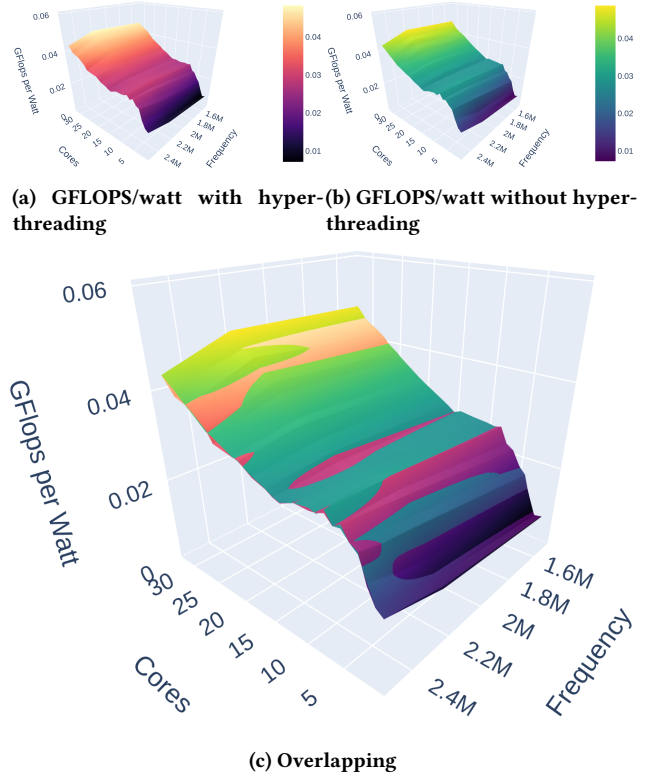 0.06
0.04
0.02
0
GFlops per Watt
30
25
20
15
10
5
Cores
1.6M
1.8M
2M
2.2M
2.4M
Frequency
0.04
0.03
0.02
0.01
0.06
0.04
0.02
0
GFlops per Watt
30
25
20
15
10
5
Cores
1.6M
1.8M
2M
2.2M
2.4M
Frequency
0.04
0.03
0.02
0.01
(a) GFLOPS/watt with hyper-
threading
(b) GFLOPS/watt without hyper-
threading
0.06
0.04
0.02
0
GFlops per Watt
30
25
20
15
10
5
Cores
1.6M
1.8M
2M
2.2M
2.4M
Frequency
(c) Overlapping